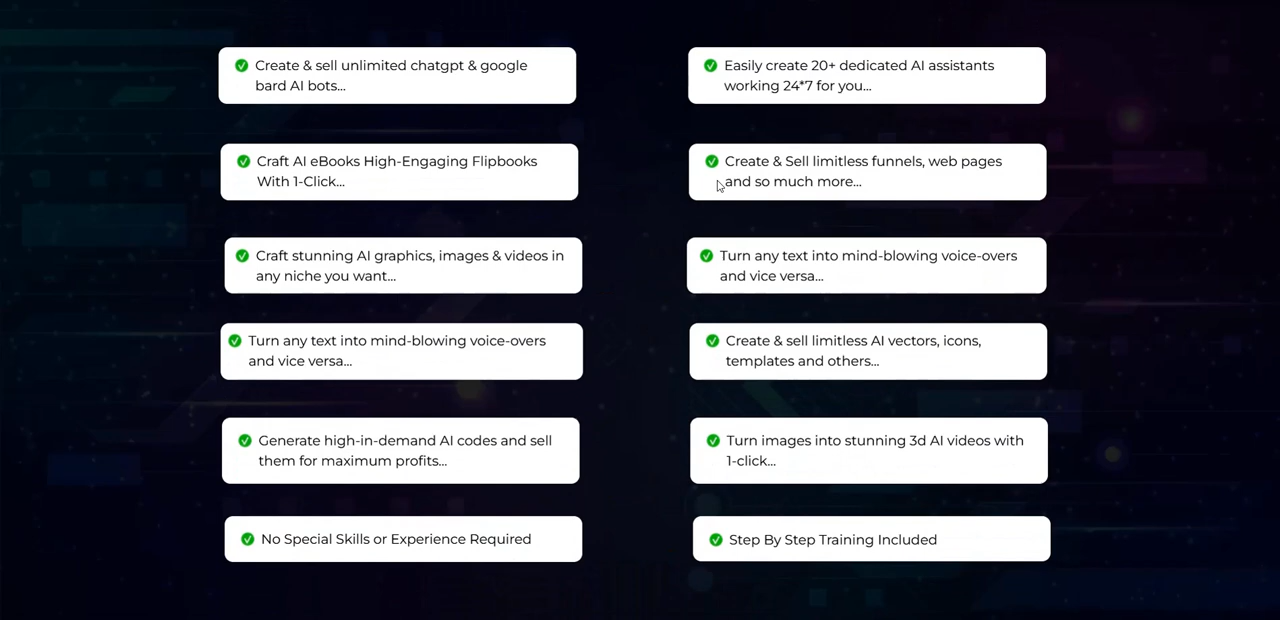 Create & sell unlimited chatgpt & google
bard AI bots...
Easily create 20+ dedicated AI assistants
working 24*7 for you...
Craft AI eBooks High-Engaging Flipbooks
With 1-Click...
Create & Sell limitless funnels, web pages
and so much more...
Craft stunning AI graphics, images & videos in
any niche you want...
Turn any text into mind-blowing voice-overs
and vice versa...
Turn any text into mind-blowing voice-overs
and vice versa...
Create & sell limitless AI vectors, icons,
templates and others...
Generate high-in-demand AI codes and sell
them for maximum profits...
Turn images into stunning 3d AI videos with
1-click...
No Special Skills or Experience Required
Step By Step Training Included